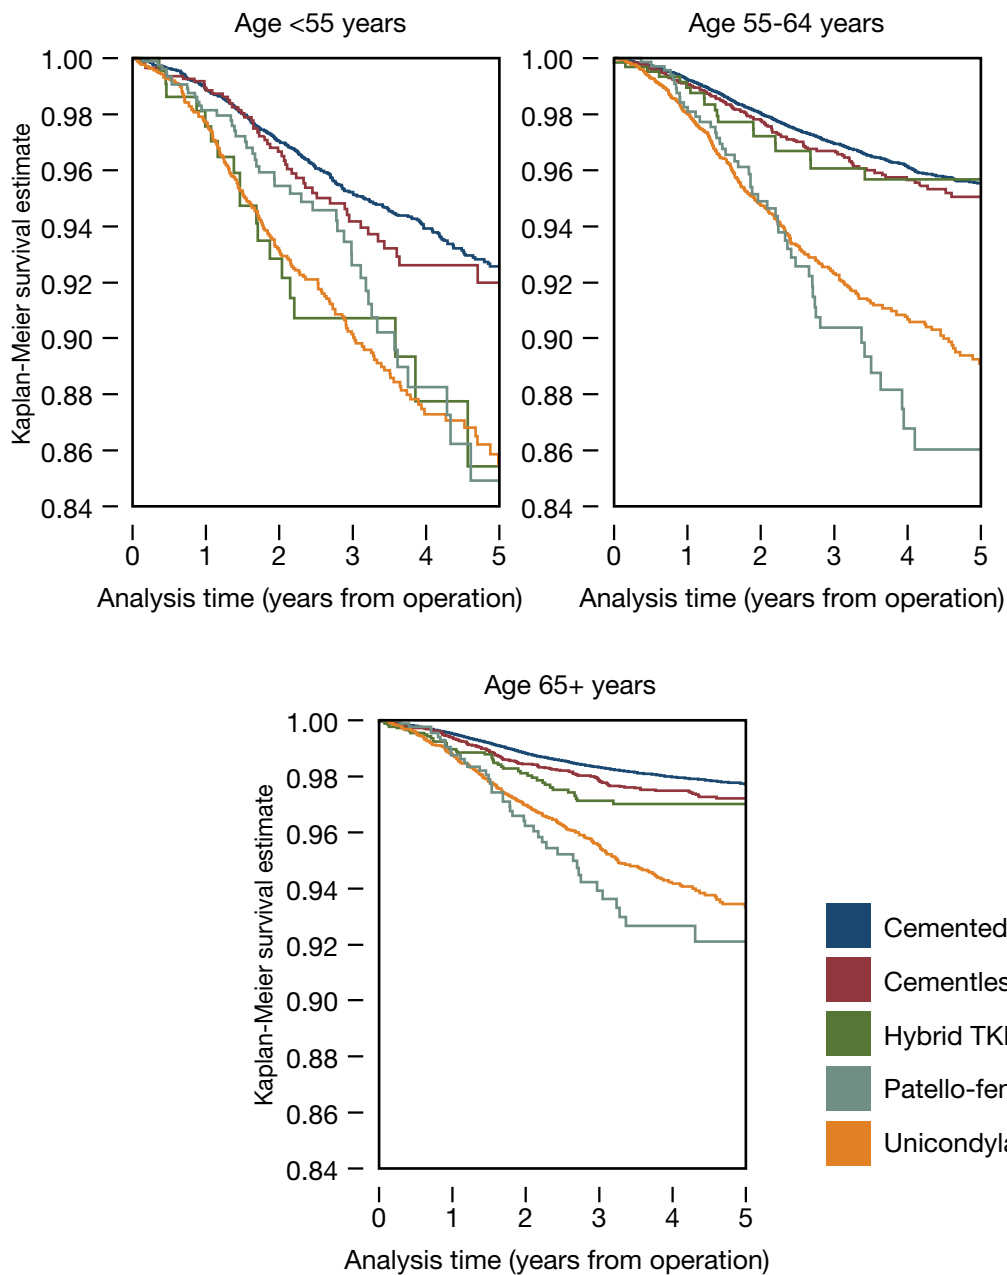 Age <55 years
Age 55-64 years
Kaplan-Meier survival estimate
1.00
0.98
0.96
0.94
0.92
0.90
0.88
0.86
0.84
0 1 2 3 4 5
Analysis time (years from operation)
1.00
0.98
0.96
0.94
0.92
0.90
0.88
0.86
0.84
0 1 2 3 4 5
Analysis time (years from operation)
Age 65+ years
Kaplan-Meier survival estimate
1.00
0.98
0.96
0.94
0.92
0.90
0.88
0.86
0.84
0 1 2 3 4 5
Analysis time (years from operation)
Cemented
Cementles
Hybrid TK
Patello-fe
Unicondyla